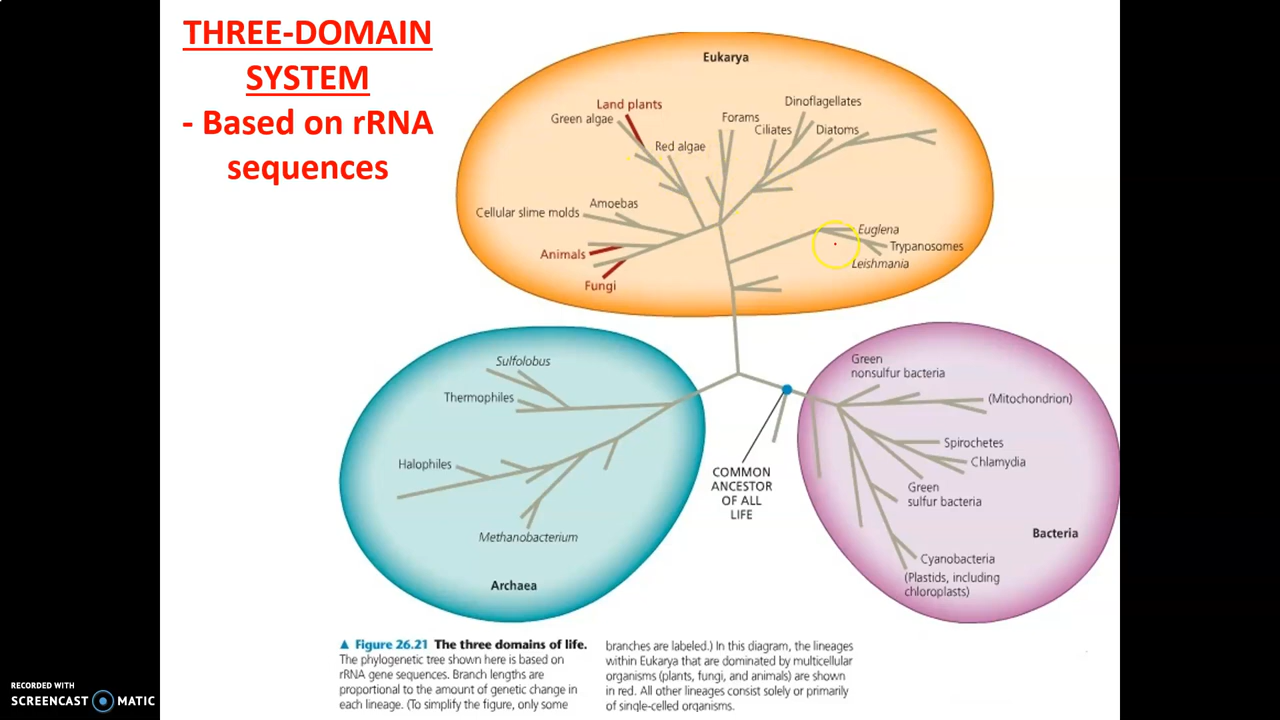 THREE-DOMAIN
SYSTEM
- Based on rRNA
sequences
Eukarya
Land plants
Green algae
Red algae
Forams
Dinoflagellates
Ciliates
Diatoms
Amoebas
Cellular slime molds
Animals
Fungi
Euglena
Trypanosomes
Leishmania
Sulfolobus
Thermophiles
Halophiles
Methanobacterium
Archaea
COMMON
ANCESTOR
OF ALL
LIFE
Green
nonsulfur bacteria
(Mitochondrion)
Spirochetes
Chlamydia
Green
sulfur bacteria
Bacteria
Cyanobacteria
(Plastids, including
chloroplasts)
▲ Figure 26.21 The three domains of life.
The phylogenetic tree shown here is based on
rRNA gene sequences. Branch lengths are
proportional to the amount of genetic change in
each lineage. (To simplify the figure, only some
branches are labeled.) In this diagram, the lineages
within Eukarya that are dominated by multicellular
organisms (plants, fungi, and animals) are shown
in red. All other lineages consist solely or primarily
of single-celled organisms.
RECORDED WITH
SCREENCAST MATIC